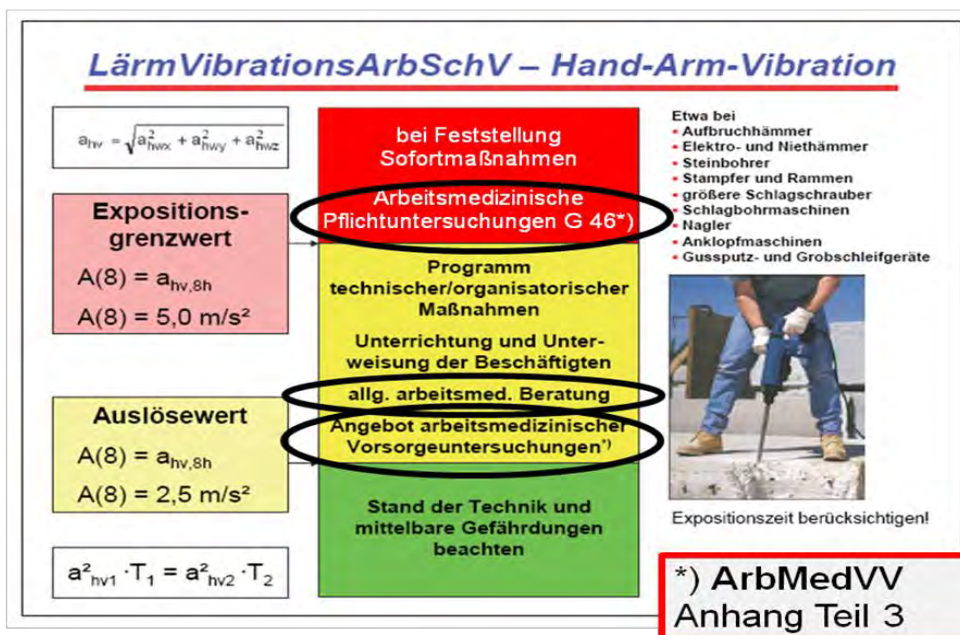 LärmVibrationsArbSchV – Hand-Arm-Vibration
a_hv = √a²_hwx + a²_hwy + a²_hwz
Expositions-
grenzwert
A(8) = a_hv,8h
A(8) = 5,0 m/s²
Auslösewert
A(8) = a_hv,8h
A(8) = 2,5 m/s²
a²_hv1 ·T₁ = a²_hv2 ·T₂
bei Feststellung
Sofortmaßnahmen
Arbeitsmedizinische
Pflichtuntersuchungen G 46*)
Programm
technischer/organisatorischer
Maßnahmen
Unterrichtung und Unter-
weisung der Beschäftigten
allg. arbeitsmed. Beratung
Angebot arbeitsmedizinischer
Vorsorgeuntersuchungen*)
Stand der Technik und
mittelbare Gefährdungen
beachten
Etwa bei
• Aufbruchhämmer
• Elektro- und Niethämmer
• Steinbohrer
• Stampfer und Rammen
• größere Schlagschrauber
• Schlagbohrmaschinen
• Nagler
• Anklopfmaschinen
• Gussputz- und Grobschleifgeräte
Expositionszeit berücksichtigen!
*) ArbMedVV
Anhang Teil 3